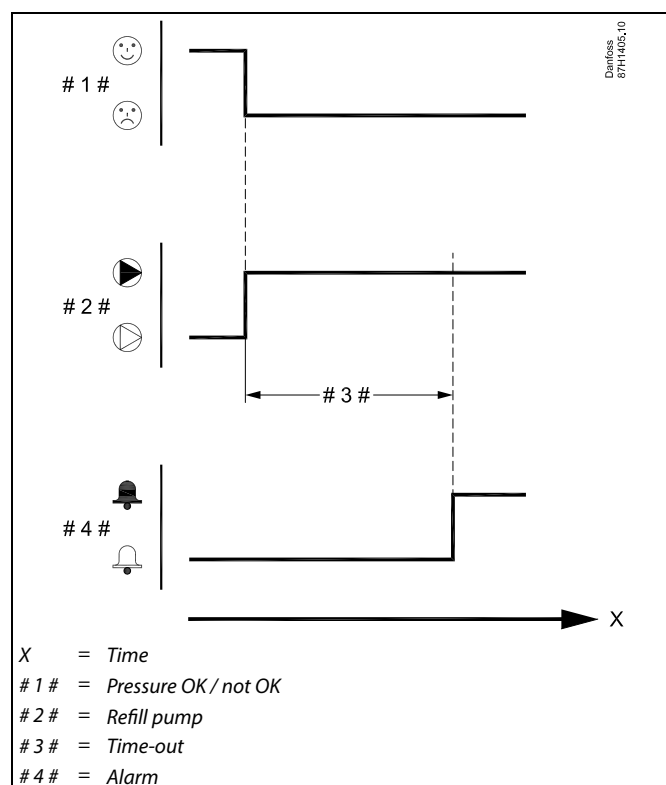 Danfoss
87H1405.10
# 1 #
# 2 #
# 3 #
# 4 #
X
X = Time
# 1 # = Pressure OK / not OK
# 2 # = Refill pump
# 3 # = Time-out
# 4 # = Alarm